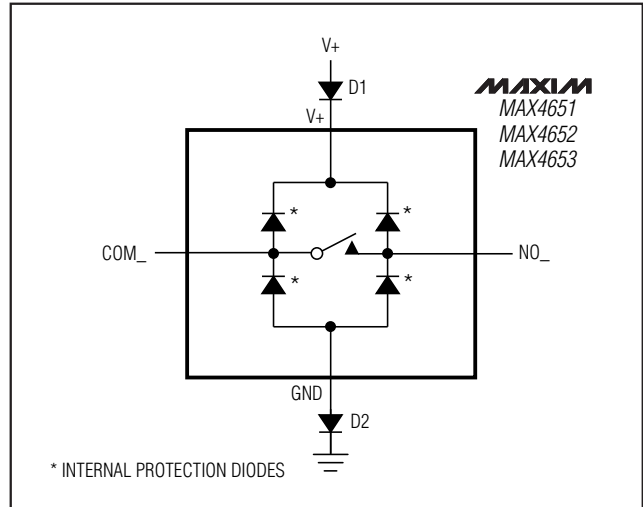 V+
D1
V+
MAXIM
MAX4651
MAX4652
MAX4653
*
*
COM_
NO_
*
*
GND
D2
* INTERNAL PROTECTION DIODES